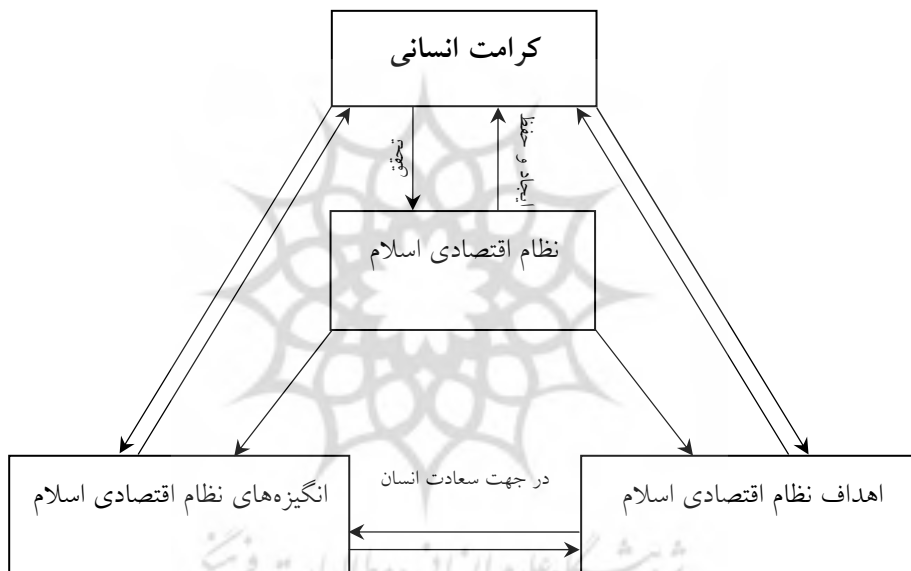 کرامت انسانی
تحقق
ایجاد و حفظ
نظام اقتصادی اسلام
اهداف نظام اقتصادی اسلام
در جهت سعادت انسان
انگیزه‌های نظام اقتصادی اسلام